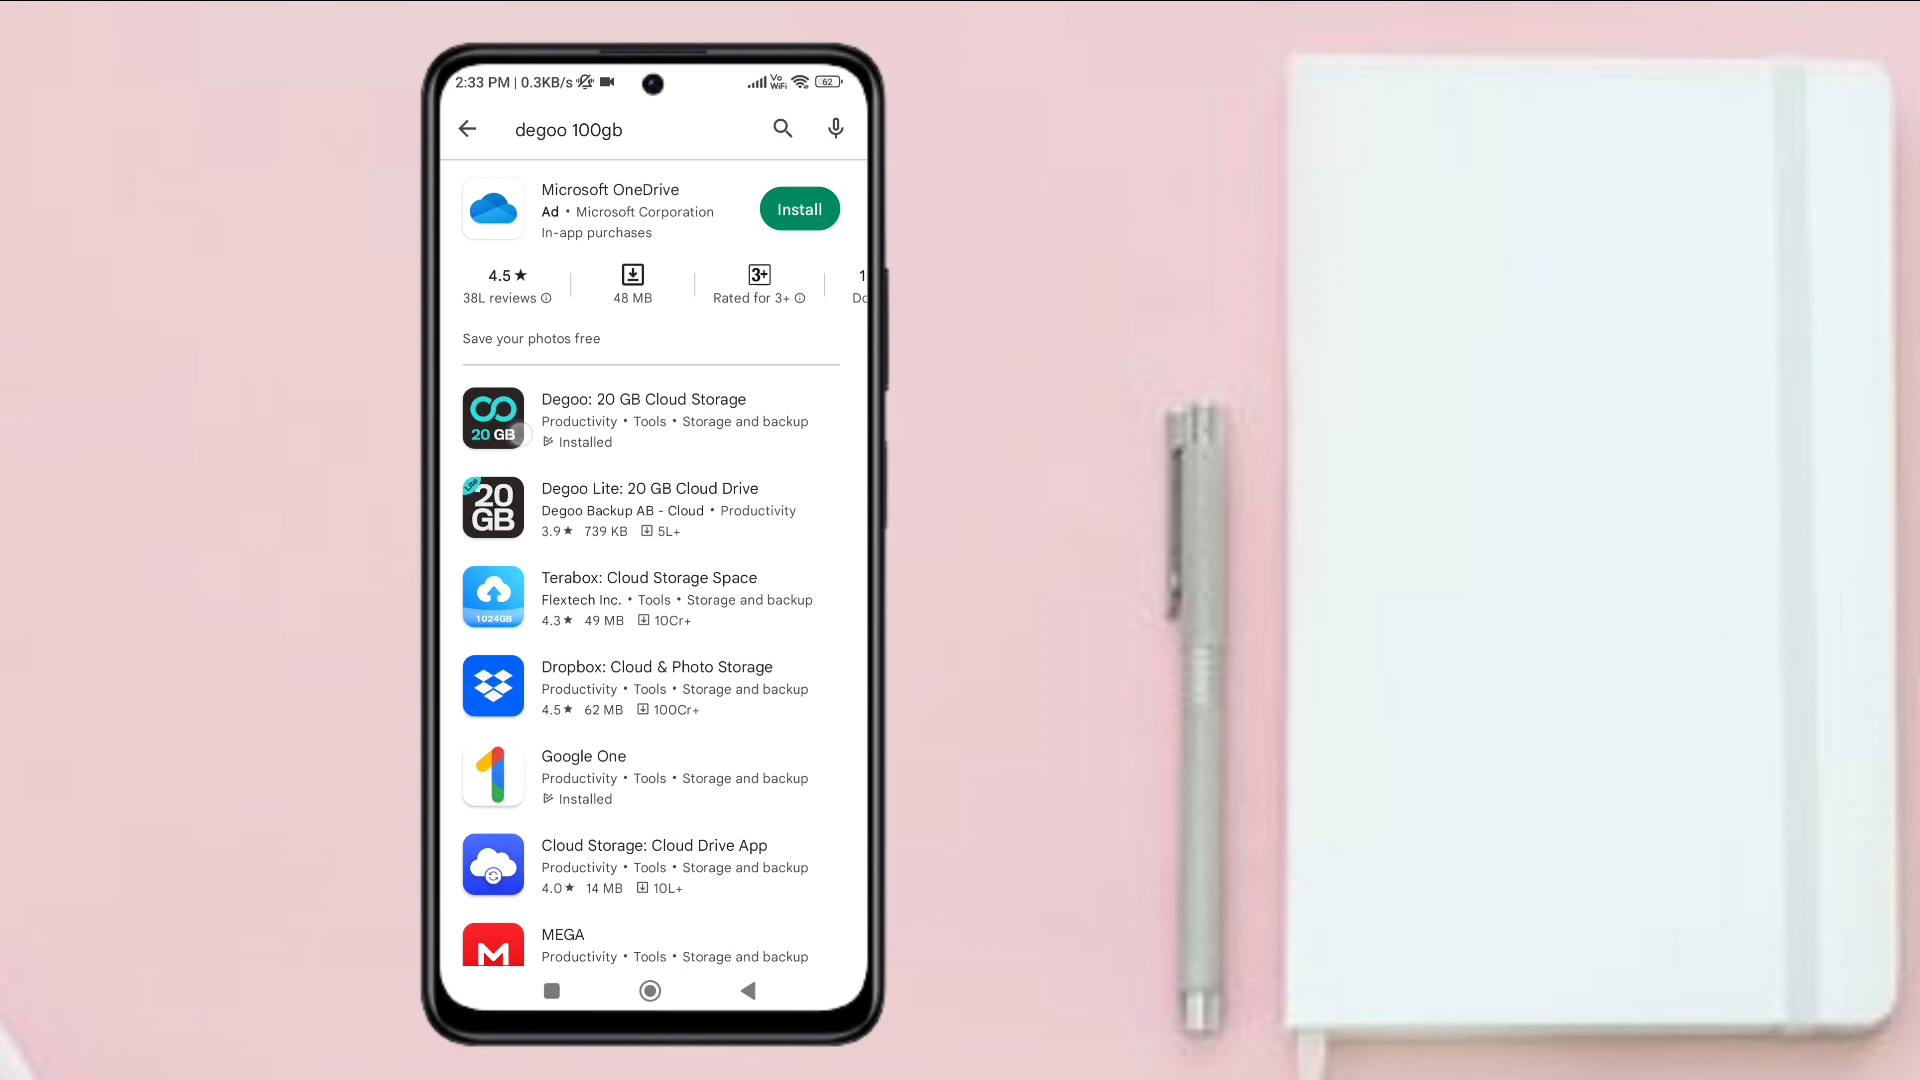 2:33 PM | 0.3KB/s Vo WiFi 62
degoo 100gb
Microsoft OneDrive
Ad • Microsoft Corporation
In-app purchases
Install
4.5★ 3+ 1
38L reviews 48 MB Rated for 3+
Save your photos free
20 GB
Degoo: 20 GB Cloud Storage
Productivity • Tools • Storage and backup
Installed
Lite
20
GB
Degoo Lite: 20 GB Cloud Drive
Degoo Backup AB - Cloud • Productivity
3.9★ 739 KB 5L+
1024GB
Terabox: Cloud Storage Space
Flextech Inc. • Tools • Storage and backup
4.3★ 49 MB 10Cr+
Dropbox: Cloud & Photo Storage
Productivity • Tools • Storage and backup
4.5★ 62 MB 100Cr+
Google One
Productivity • Tools • Storage and backup
Installed
Cloud Storage: Cloud Drive App
Productivity • Tools • Storage and backup
4.0★ 14 MB 10L+
M
MEGA
Productivity • Tools • Storage and backup